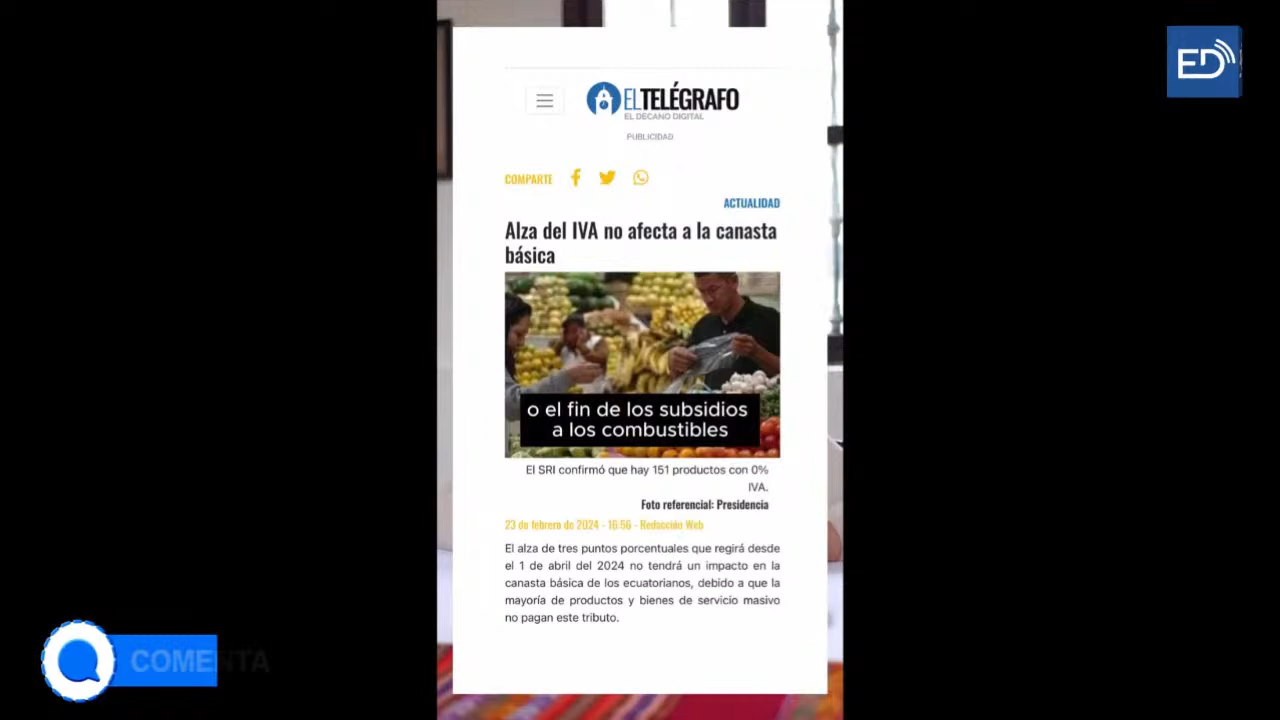 ED
ELTELÉGRAFO
EL DECANO DIGITAL
PUBLICIDAD
COMPARTE
ACTUALIDAD
Alza del IVA no afecta a la canasta
básica
o el fin de los subsidios
a los combustibles
El SRI confirmó que hay 151 productos con 0%
IVA.
Foto referencial: Presidencia
23 de febrero de 2024 - 16:56 - Redacción Web
El alza de tres puntos porcentuales que regirá desde
el 1 de abril del 2024 no tendrá un impacto en la
canasta básica de los ecuatorianos, debido a que la
mayoría de productos y bienes de servicio masivo
no pagan este tributo.
COMENTA